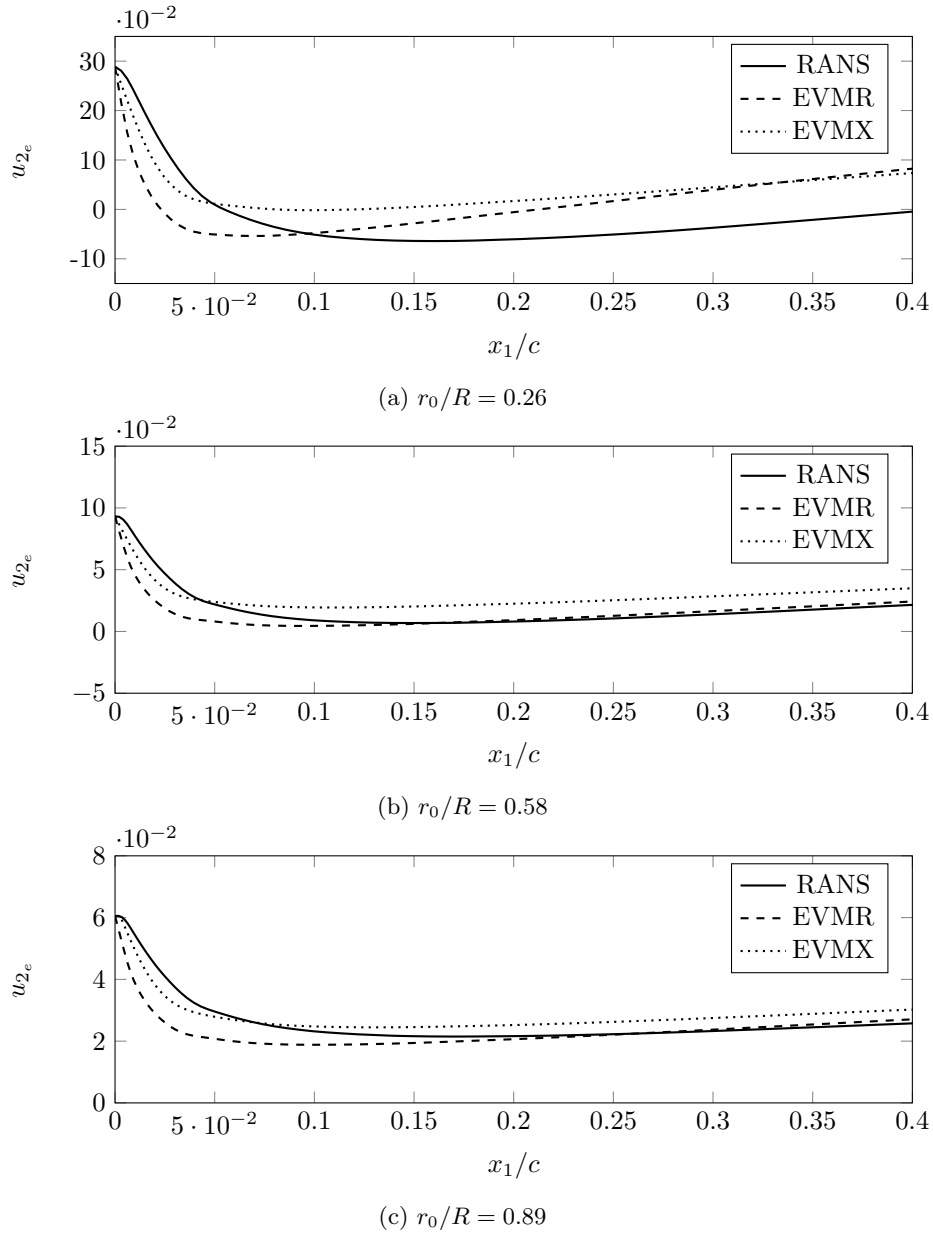 ·10−2
30
20
10
0
-10
u2e
RANS
EVMR
EVMX
0 5·10−2 0.1 0.15 0.2 0.25 0.3 0.35 0.4
x1/c
(a) r0/R = 0.26
·10−2
15
10
5
0
−5
u2e
RANS
EVMR
EVMX
0 5·10−2 0.1 0.15 0.2 0.25 0.3 0.35 0.4
x1/c
(b) r0/R = 0.58
·10−2
8
6
4
2
0
u2e
RANS
EVMR
EVMX
0 5·10−2 0.1 0.15 0.2 0.25 0.3 0.35 0.4
x1/c
(c) r0/R = 0.89